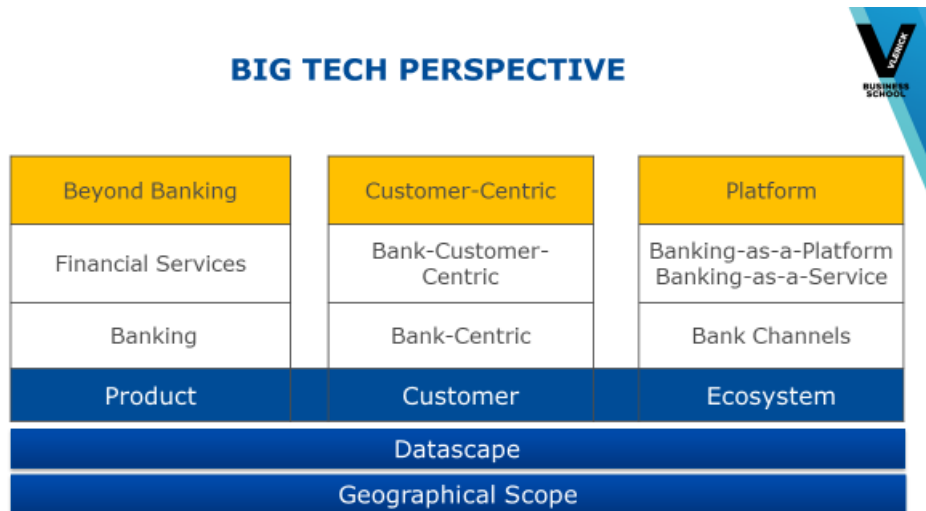 BIG TECH PERSPECTIVE
VLERICK
BUSINESS
SCHOOL
Beyond Banking
Customer-Centric
Platform
Financial Services
Bank-Customer-
Centric
Banking-as-a-Platform
Banking-as-a-Service
Banking
Bank-Centric
Bank Channels
Product
Customer
Ecosystem
Datascape
Geographical Scope